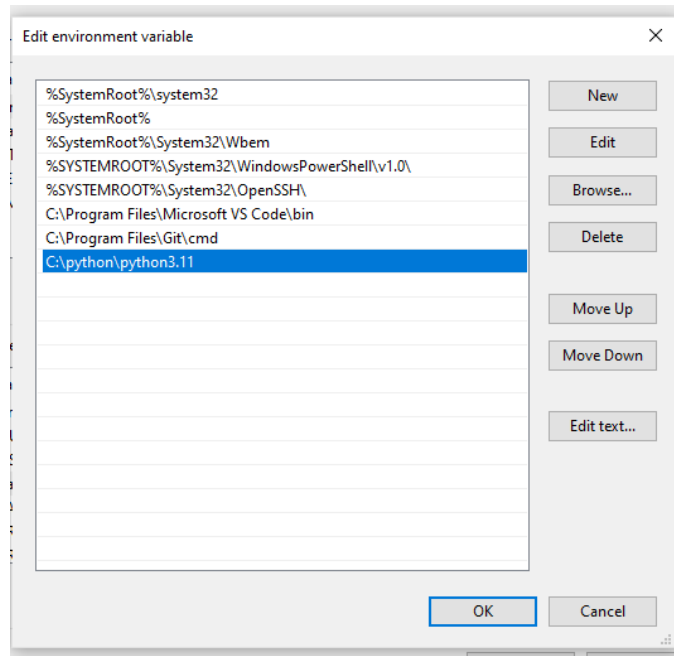 Edit environment variable
%SystemRoot%\system32
%SystemRoot%
%SystemRoot%\System32\Wbem
%SYSTEMROOT%\System32\WindowsPowerShell\v1.0\
%SYSTEMROOT%\System32\OpenSSH\
C:\Program Files\Microsoft VS Code\bin
C:\Program Files\Git\cmd
C:\python\python3.11
New
Edit
Browse...
Delete
Move Up
Move Down
Edit text...
OK
Cancel